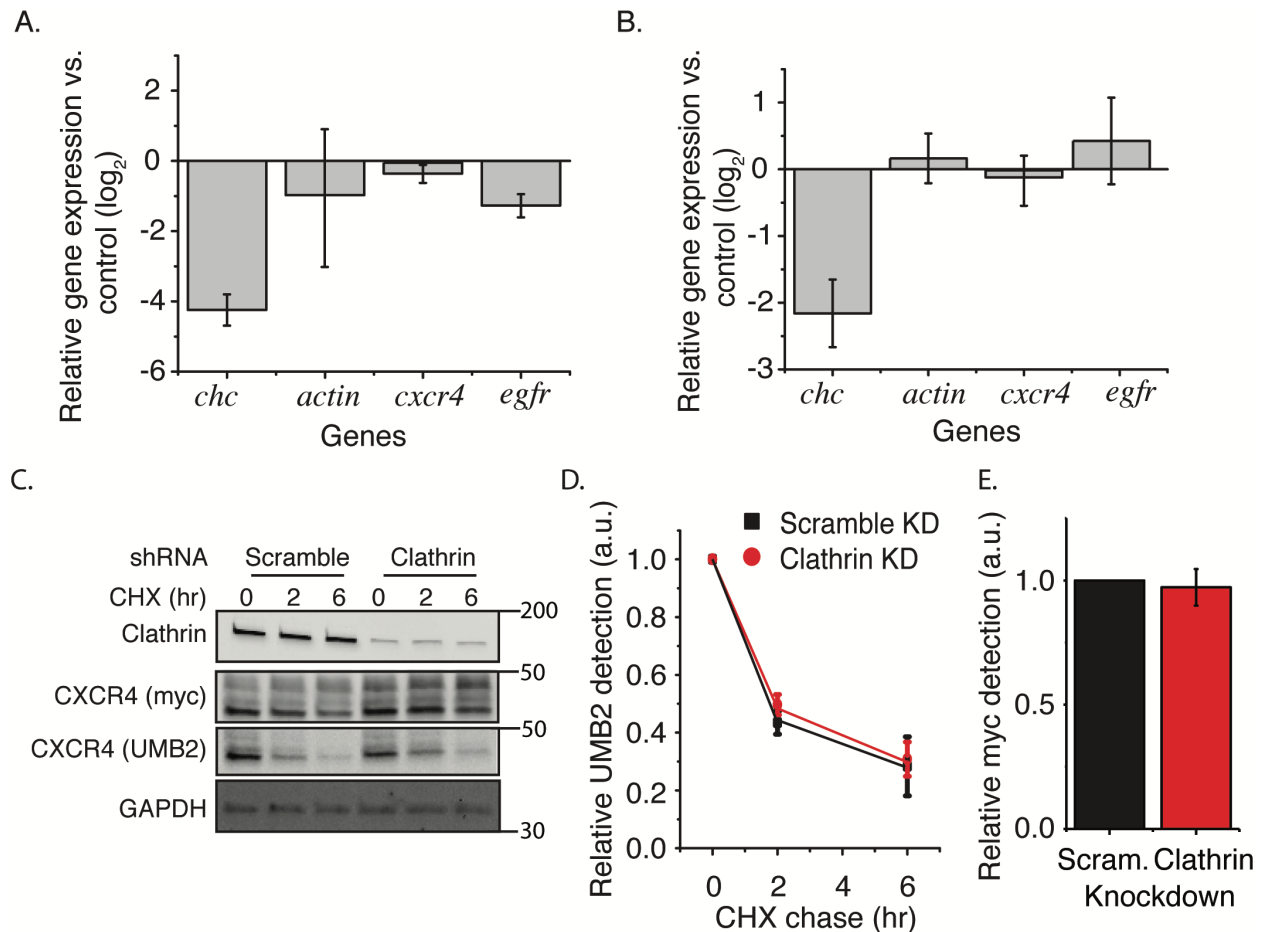 A.
Relative gene expression vs.
control (log2)
2
0
-2
-4
-6
chc actin cxcr4 egfr
Genes
B.
Relative gene expression vs.
control (log2)
1
0
-1
-2
-3
chc actin cxcr4 egfr
Genes
C.
shRNA Scramble Clathrin
CHX (hr) 0 2 6 0 2 6
200
Clathrin
50
CXCR4 (myc)
50
CXCR4 (UMB2)
GAPDH
30
D.
Relative UMB2 detection (a.u.)
Scramble KD
Clathrin KD
1.0
0.8
0.6
0.4
0.2
0.0
0 2 4 6
CHX chase (hr)
E.
Relative myc detection (a.u.)
1.0
0.5
0.0
Scram. Clathrin
Knockdown